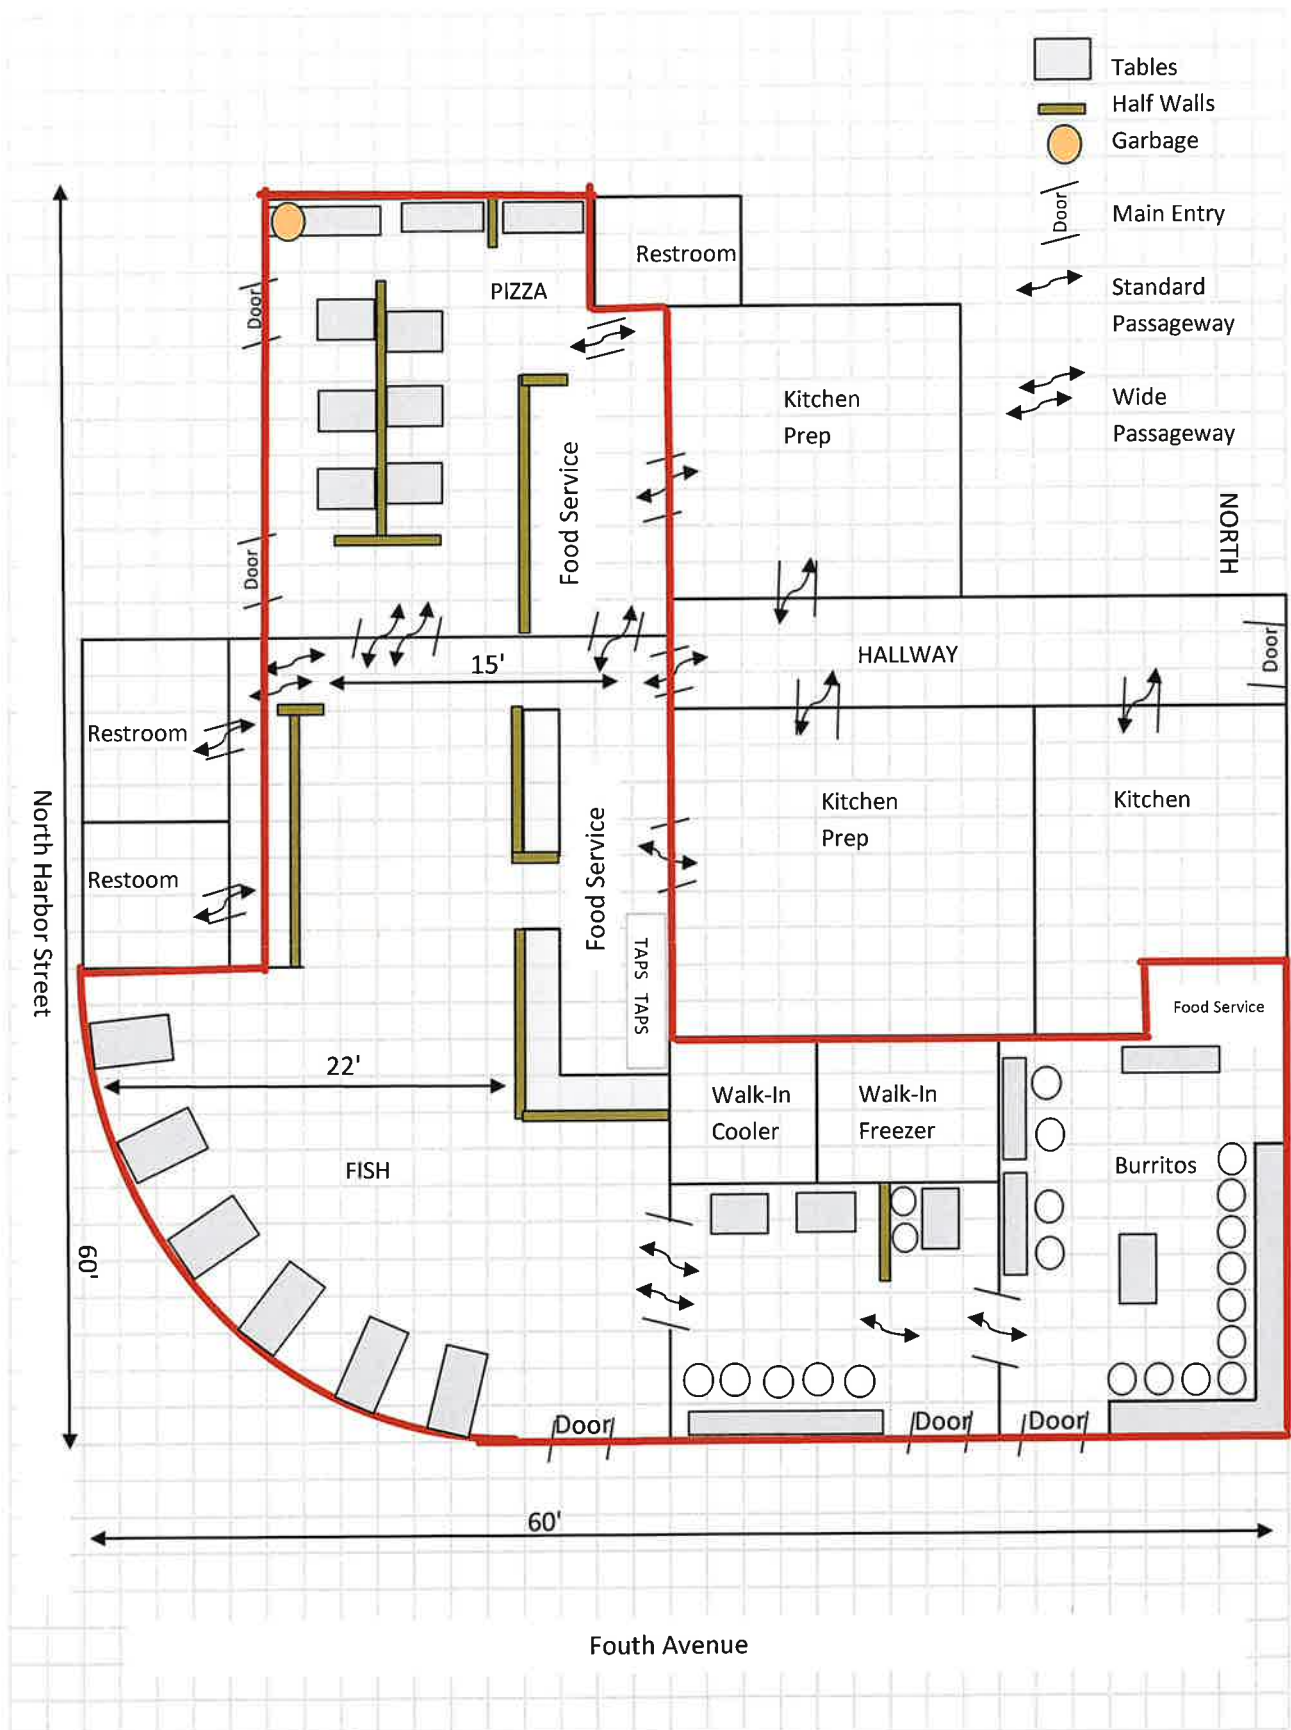 Tables
Half Walls
Garbage
Door
Main Entry
Standard
Passageway
Wide
Passageway
NORTH
Restroom
PIZZA
Door
Kitchen
Prep
Food Service
Door
15'
HALLWAY
Door
Restroom
Kitchen
Prep
Kitchen
Food Service
Restoom
North Harbor Street
TAPS TAPS
Food Service
22'
Walk-In
Cooler
Walk-In
Freezer
FISH
Burritos
60'
Door
Door
Door
60'
Fouth Avenue